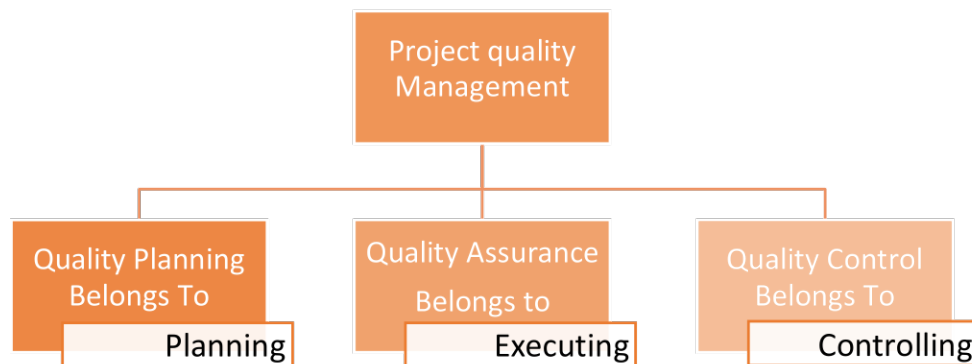 Project quality
Management
Quality Planning
Belongs To
Planning
Quality Assurance
Belongs to
Executing
Quality Control
Belongs To
Controlling